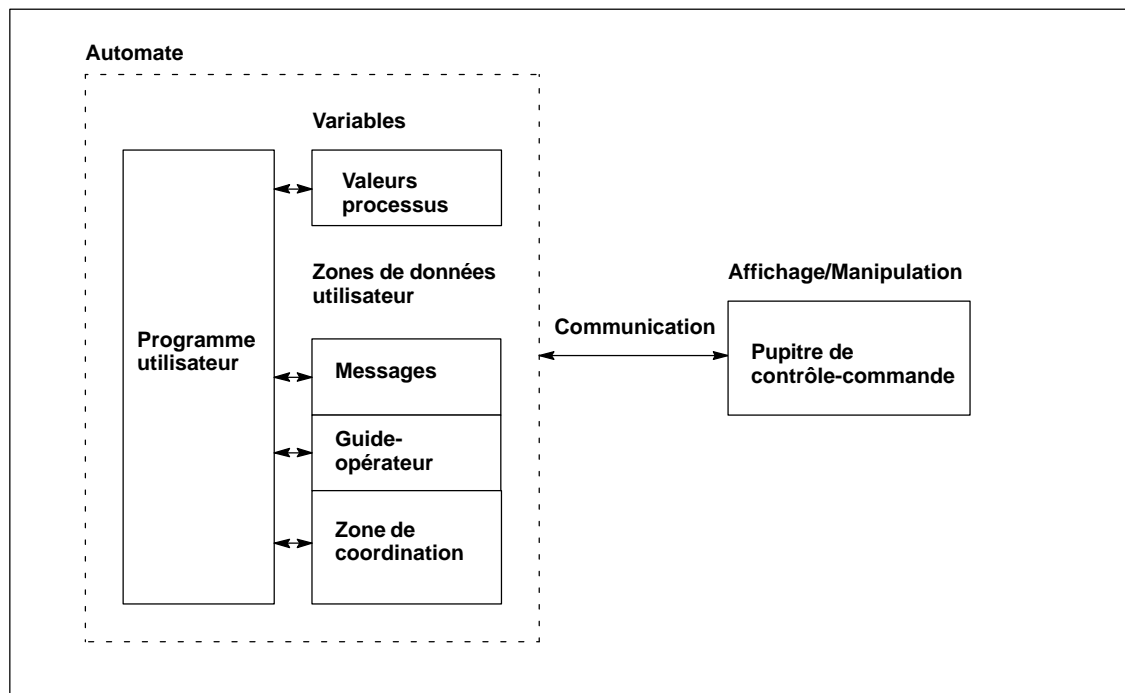 Automate
Variables
Valeurs
processus
Zones de données
utilisateur
Programme
utilisateur
Messages
Guide-
opérateur
Zone de
coordination
Communication
Affichage/Manipulation
Pupitre de
contrôle-commande